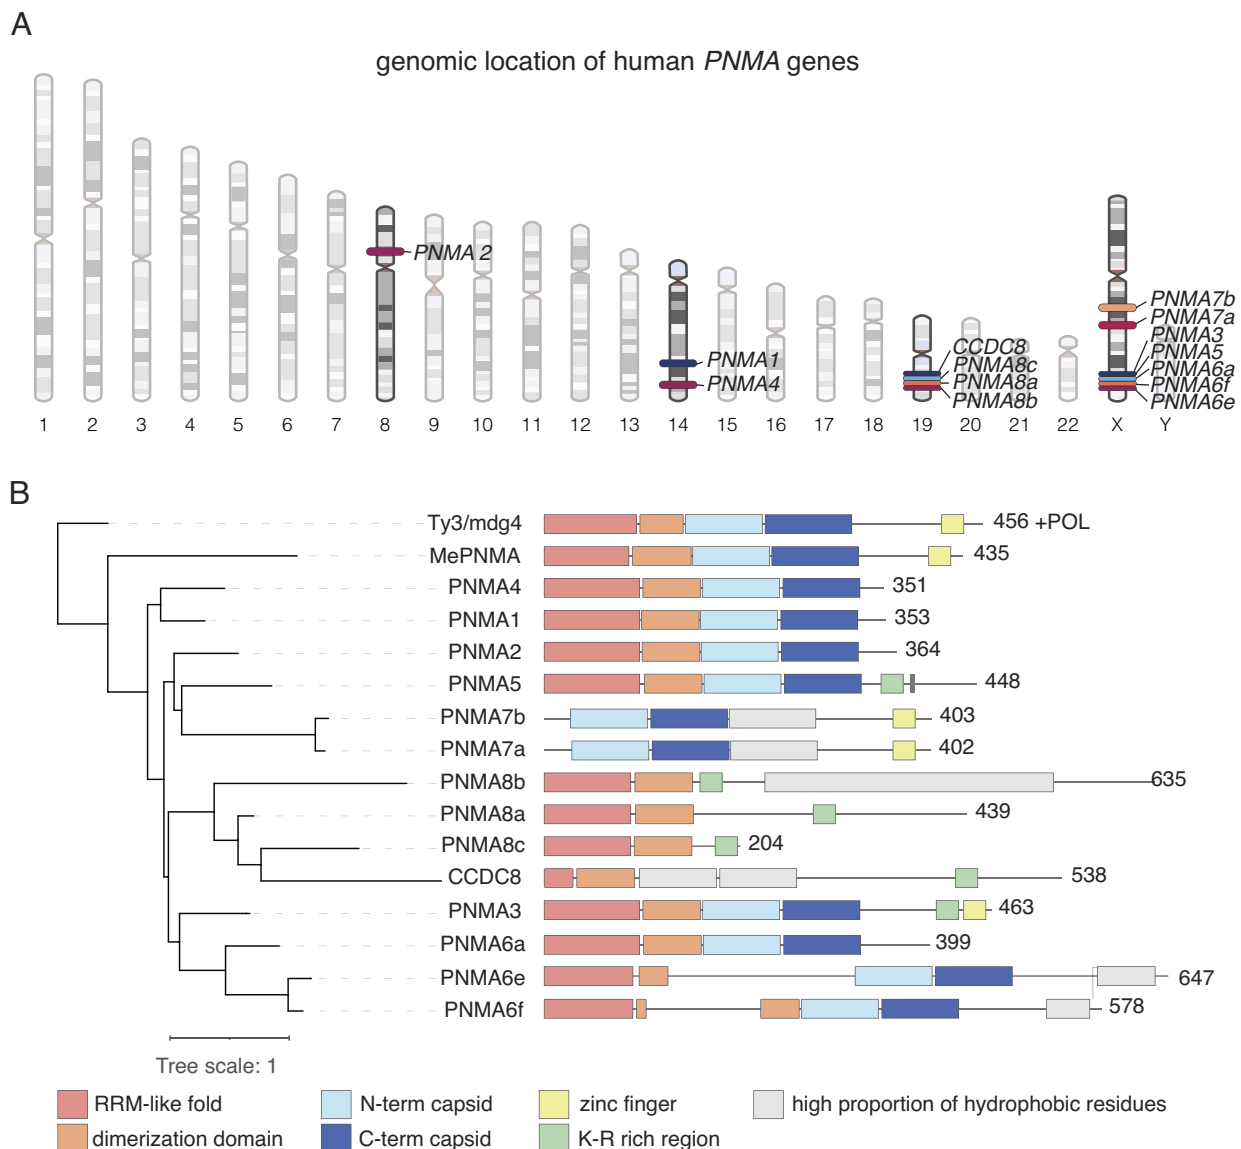 A
genomic location of human PNMA genes
PNMA 2
PNMA1
PNMA4
CCDC8
PNMA8c
PNMA8a
PNMA8b
PNMA7b
PNMA7a
PNMA3
PNMA5
PNMA6a
PNMA6f
PNMA6e
1 2 3 4 5 6 7 8 9 10 11 12 13 14 15 16 17 18 19 20 21 22 X Y
B
Ty3/mdg4 456 +POL
MePNMA 435
PNMA4 351
PNMA1 353
PNMA2 364
PNMA5 448
PNMA7b 403
PNMA7a 402
PNMA8b 635
PNMA8a 439
PNMA8c 204
CCDC8 538
PNMA3 463
PNMA6a 399
PNMA6e 647
PNMA6f 578
Tree scale: 1
RRM-like fold N-term capsid zinc finger high proportion of hydrophobic residues
dimerization domain C-term capsid K-R rich region